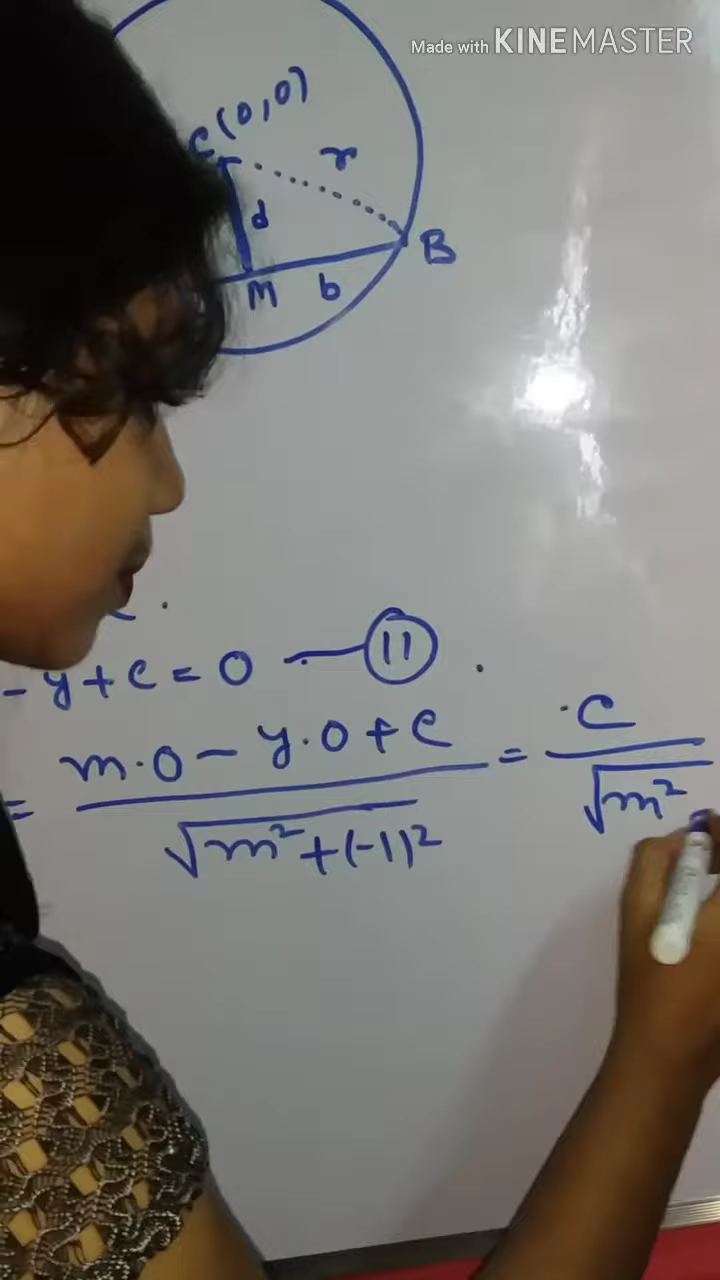 Made with KINEMASTER
C(0,0)
r
d
B
M b
- y + c = 0 — 11
= m·0 - y·0 + c / √m² + (-1)² = c / √m²